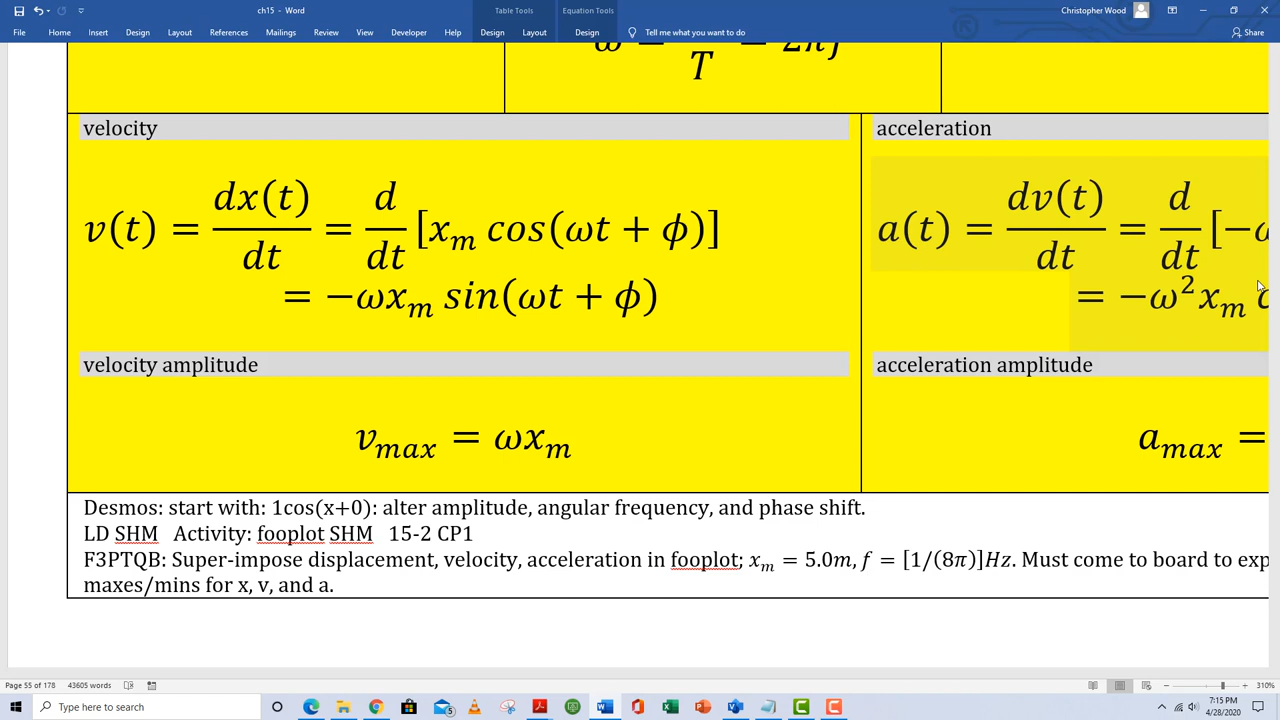 ch15 - Word
Table Tools
Equation Tools
Christopher Wood
File Home Insert Design Layout References Mailings Review View Developer Help Design Layout Design Tell me what you want to do Share
T
velocity
v(t) = dx(t)/dt = d/dt [x_m cos(ωt + ϕ)]
= −ωx_m sin(ωt + ϕ)
acceleration
a(t) = dv(t)/dt = d/dt [−ω
= −ω²x_m
velocity amplitude
v_max = ωx_m
acceleration amplitude
a_max =
Desmos: start with: 1cos(x+0): alter amplitude, angular frequency, and phase shift.
LD SHM Activity: fooplot SHM 15-2 CP1
F3PTQB: Super-impose displacement, velocity, acceleration in fooplot; x_m = 5.0m, f = [1/(8π)]Hz. Must come to board to exp
maxes/mins for x, v, and a.
Page 55 of 178 43605 words 310%
Type here to search
7:15 PM
4/28/2020